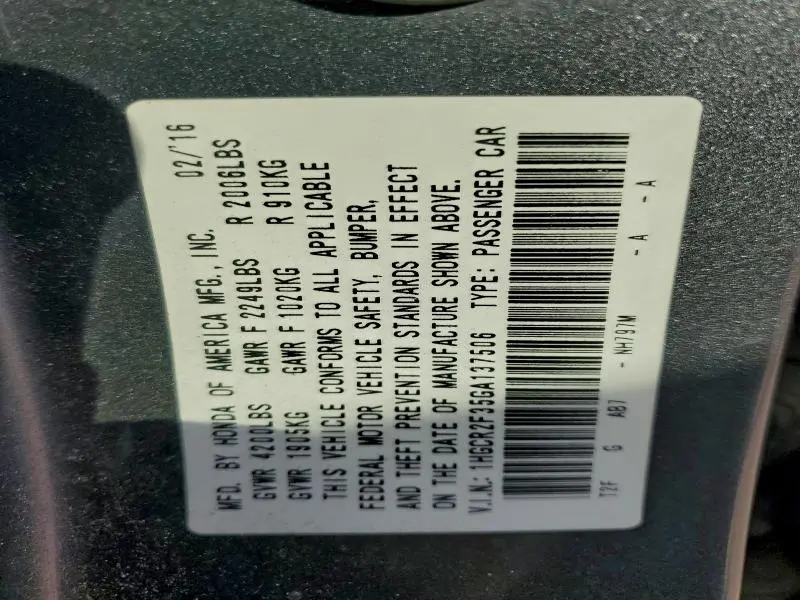 MFD. BY HONDA OF AMERICA MFG., INC. 02/'16
GVWR 4200LBS GAWR F 2249LBS R 2006LBS
GVWR 1905KG GAWR F 1020KG R 910KG
THIS VEHICLE CONFORMS TO ALL APPLICABLE
FEDERAL MOTOR VEHICLE SAFETY, BUMPER,
AND THEFT PREVENTION STANDARDS IN EFFECT
ON THE DATE OF MANUFACTURE SHOWN ABOVE.
V.I.N.: 1HGCR2F35GA137506 TYPE: PASSENGER CAR
T2F G AB7 - NH797M - A - A